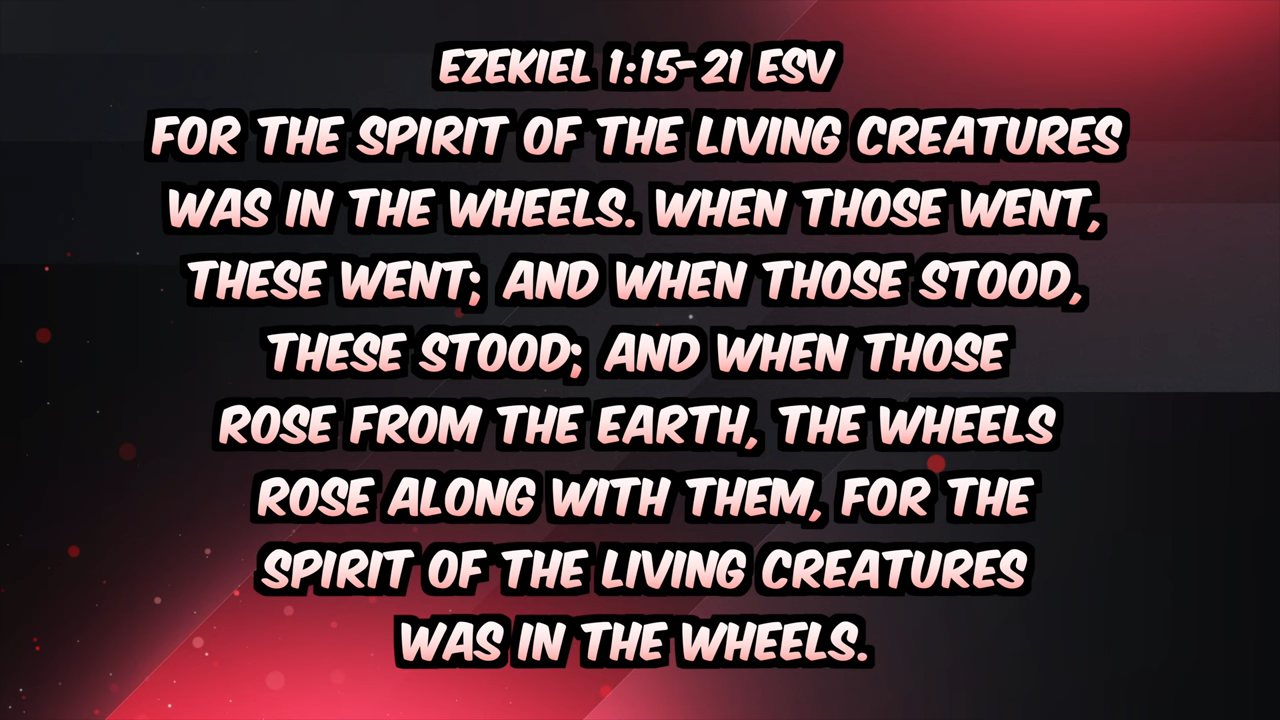 EZEKIEL 1:15-21 ESV
FOR THE SPIRIT OF THE LIVING CREATURES
WAS IN THE WHEELS. WHEN THOSE WENT,
THESE WENT; AND WHEN THOSE STOOD,
THESE STOOD; AND WHEN THOSE
ROSE FROM THE EARTH, THE WHEELS
ROSE ALONG WITH THEM, FOR THE
SPIRIT OF THE LIVING CREATURES
WAS IN THE WHEELS.